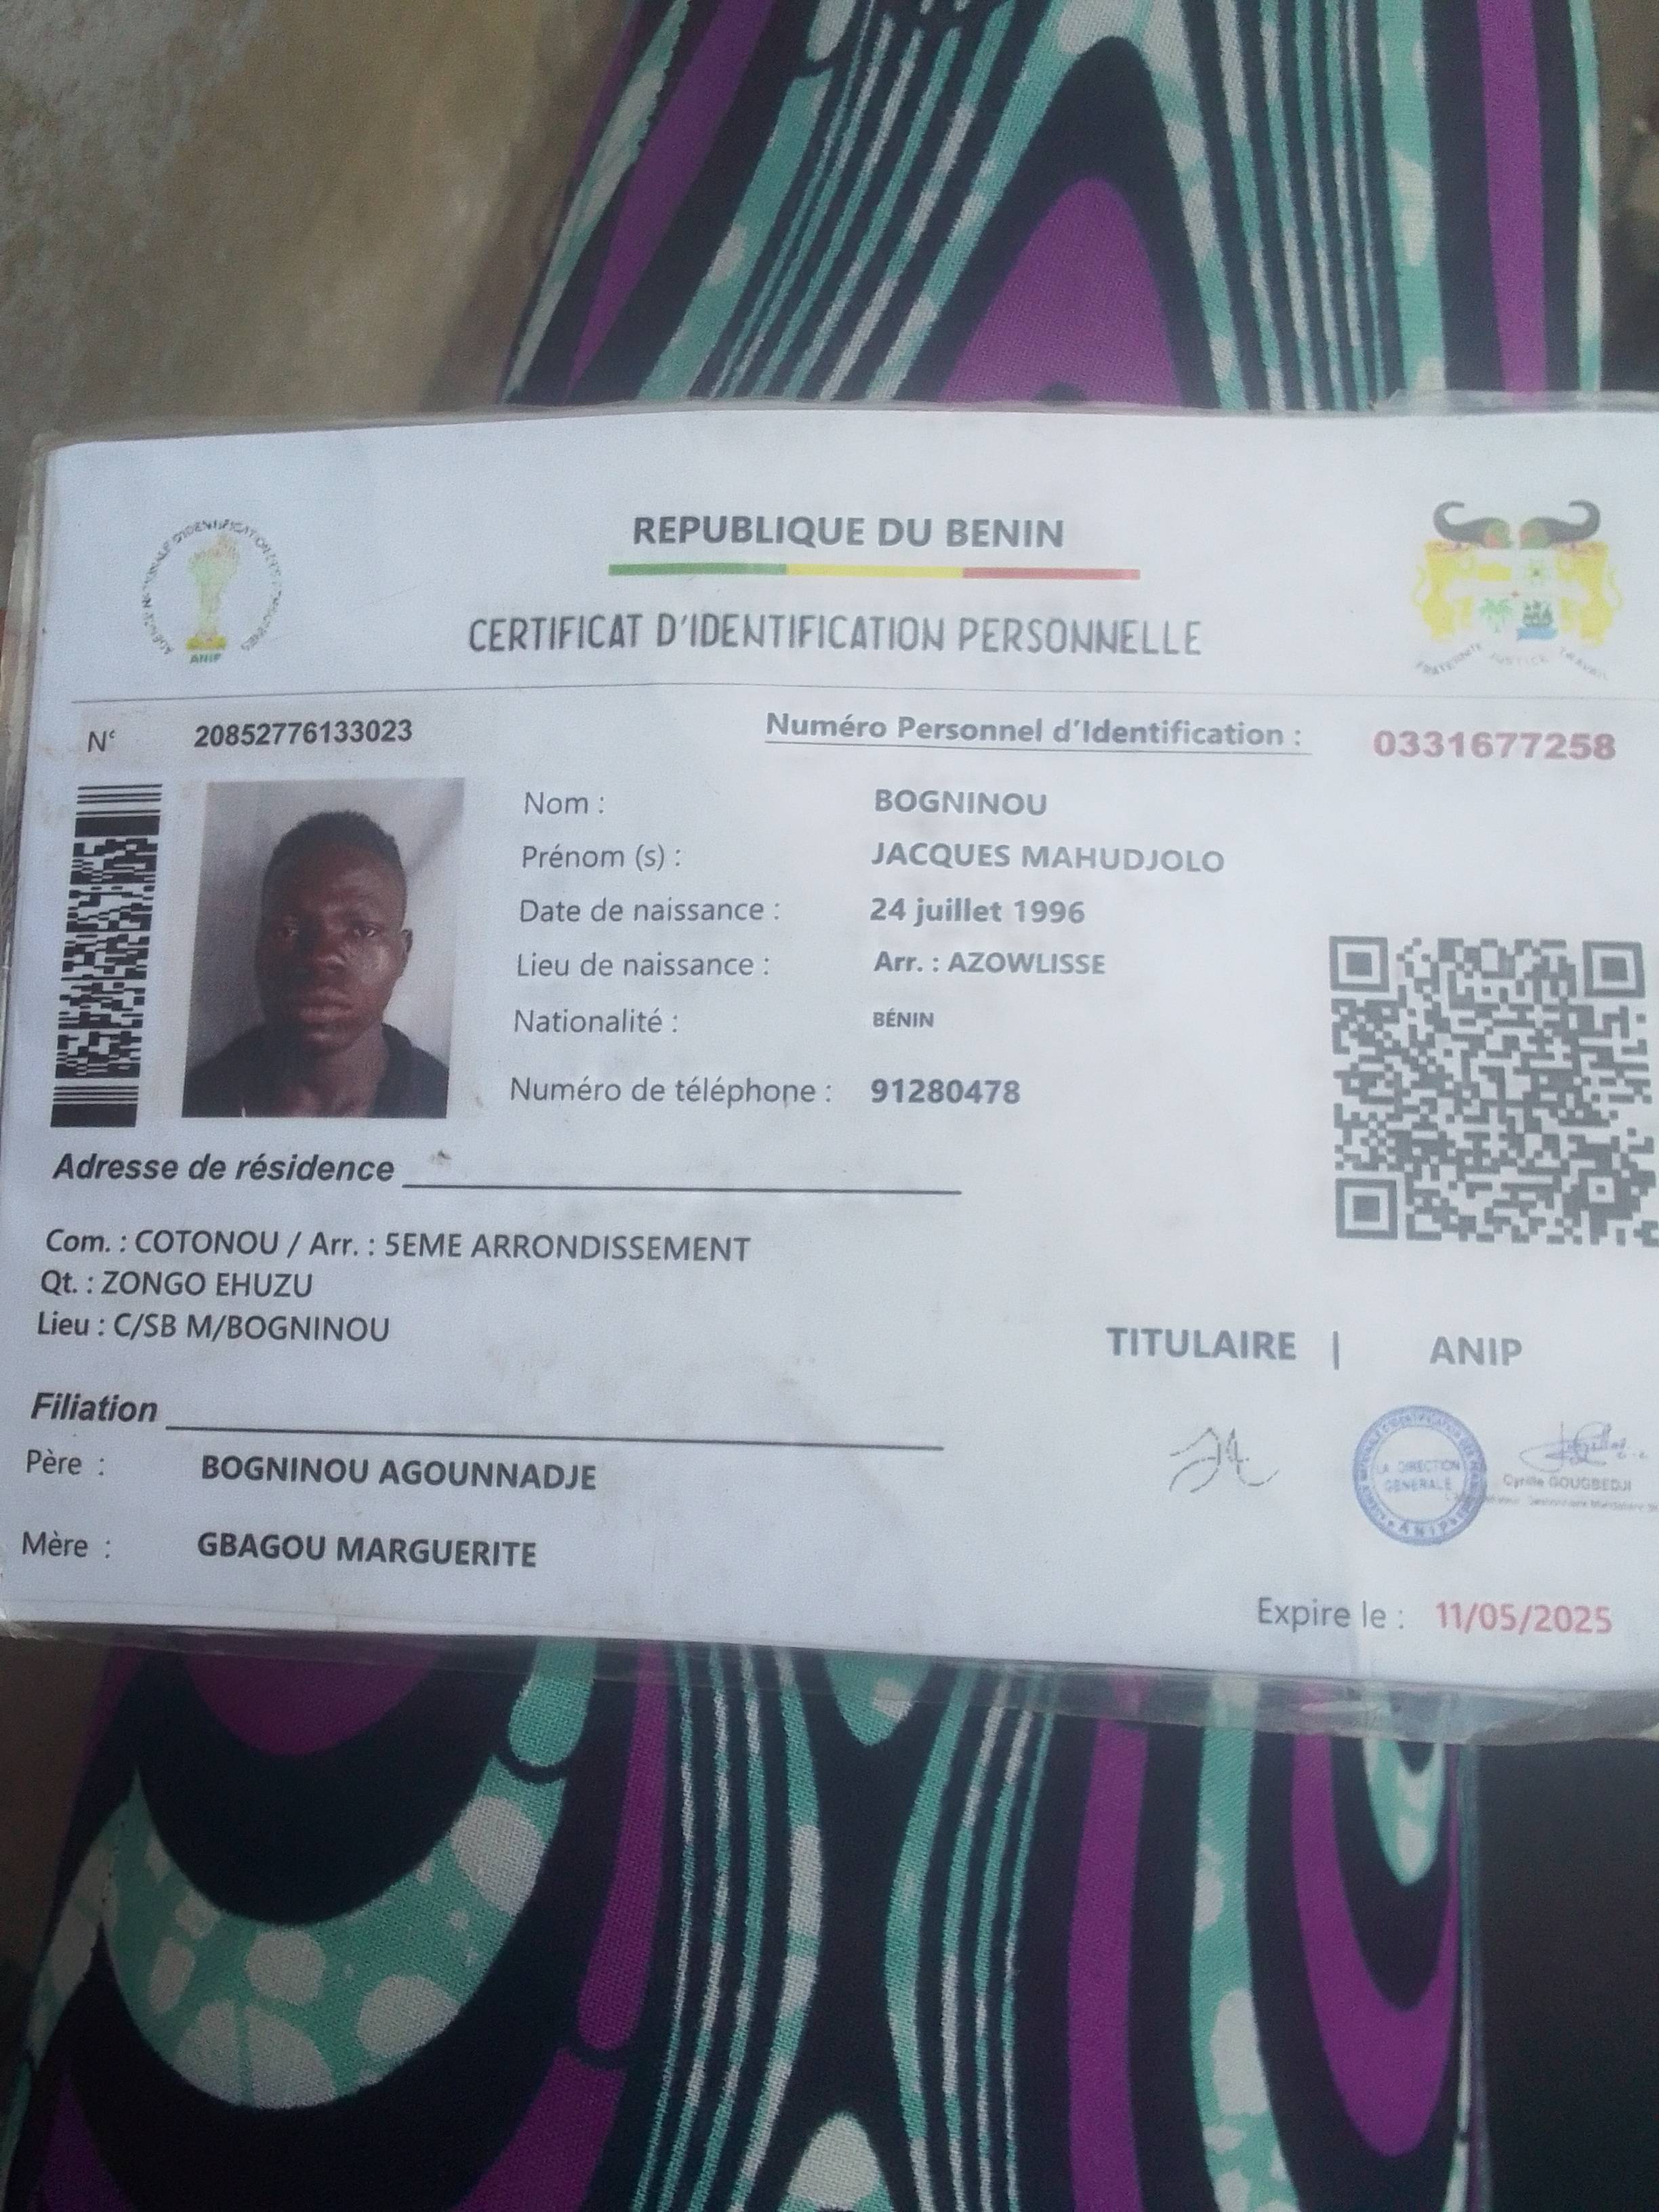 REPUBLIQUE DU BENIN
CERTIFICAT D'IDENTIFICATION PERSONNELLE
ANIP
FRATERNITE JUSTICE TRAVAIL
N° 20852776133023
Numéro Personnel d'Identification : 0331677258
Nom : BOGNINOU
Prénom (s) : JACQUES MAHUDJOLO
Date de naissance : 24 juillet 1996
Lieu de naissance : Arr. : AZOWLISSE
Nationalité : BÉNIN
Numéro de téléphone : 91280478
Adresse de résidence
Com. : COTONOU / Arr. : 5EME ARRONDISSEMENT
Qt. : ZONGO EHUZU
Lieu : C/SB M/BOGNINOU
TITULAIRE | ANIP
Filiation
Père : BOGNINOU AGOUNNADJE
Mère : GBAGOU MARGUERITE
LA DIRECTION
GENERALE
ANIP
Cyrille GOUGBEDJI
Expire le : 11/05/2025